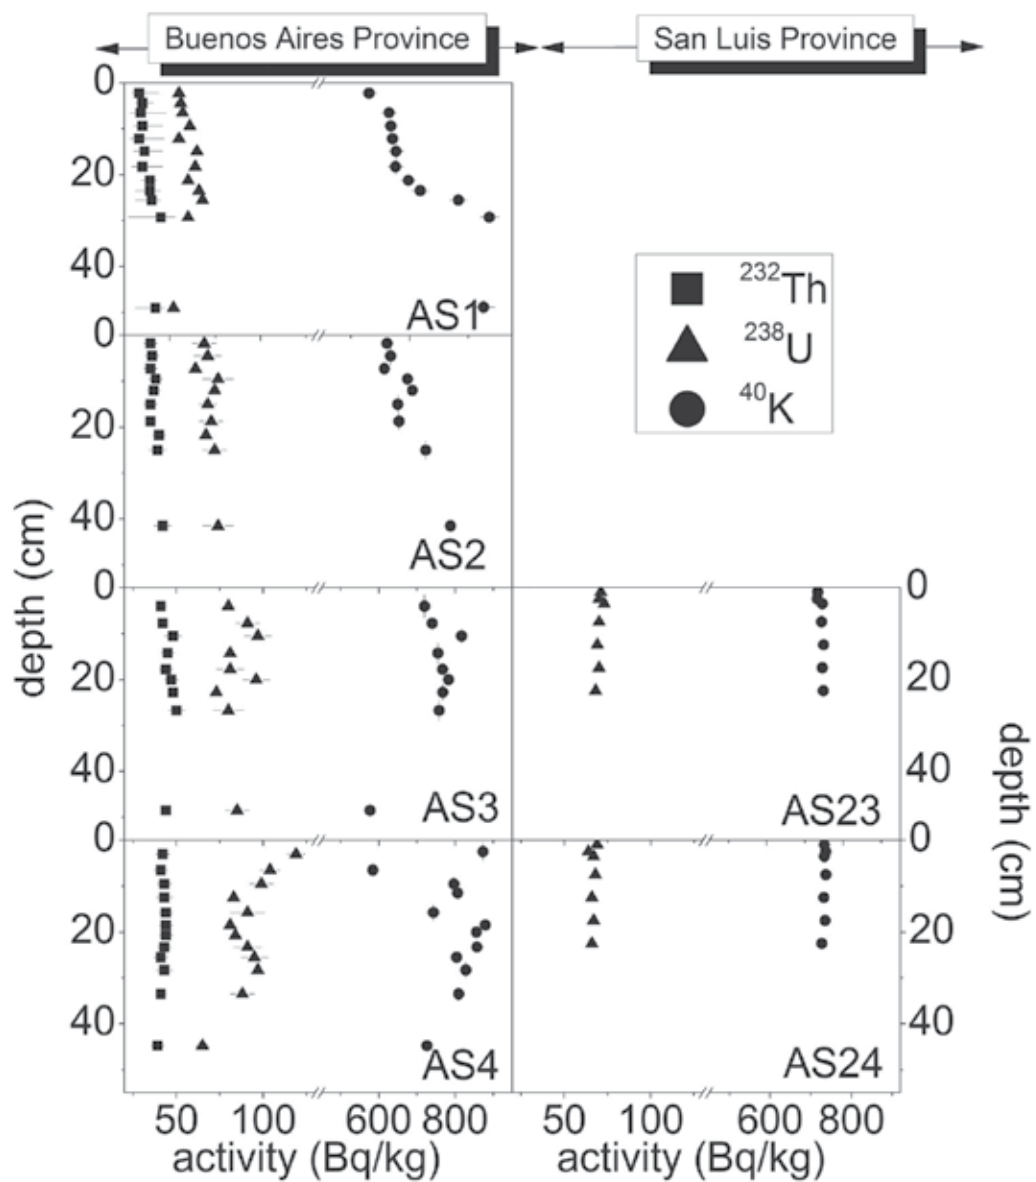 Buenos Aires Province
San Luis Province
0
20
40
AS1
232Th
238U
40K
0
20
40
AS2
depth (cm)
0
20
40
AS3
0
20
40
AS23
depth (cm)
0
20
40
AS4
0
20
40
AS24
50 100 600 800
50 100 600 800
activity (Bq/kg)
activity (Bq/kg)